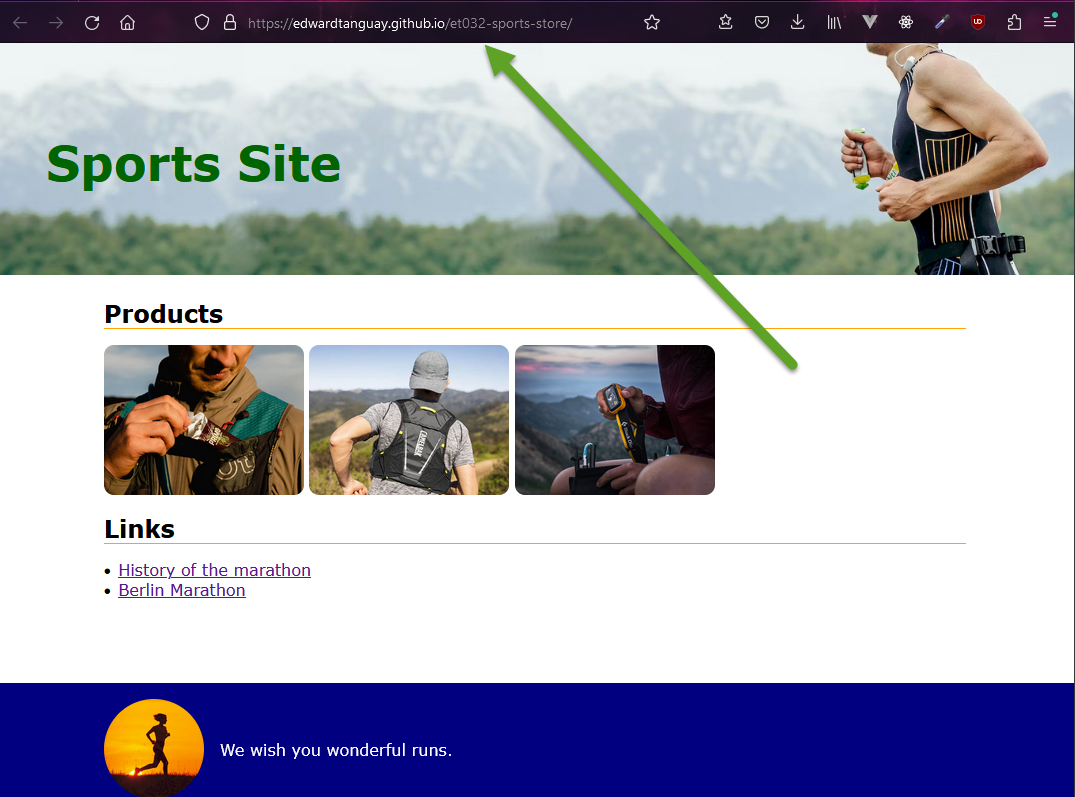 https://edwardtanguay.github.io/et032-sports-store/
Sports Site
Products
CAMELBAK
Links
History of the marathon
Berlin Marathon
We wish you wonderful runs.